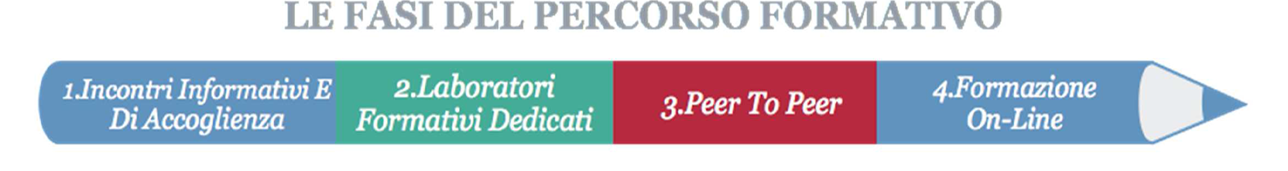 LE FASI DEL PERCORSO FORMATIVO
1.Incontri Informativi E
Di Accoglienza
2.Laboratori
Formativi Dedicati
3.Peer To Peer
4.Formazione
On-Line